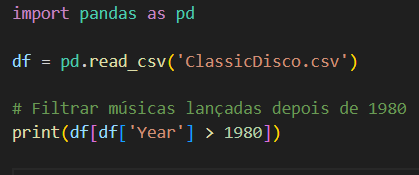 import pandas as pd
df = pd.read_csv('ClassicDisco.csv')
# Filtrar músicas lançadas depois de 1980
print(df[df['Year'] > 1980])